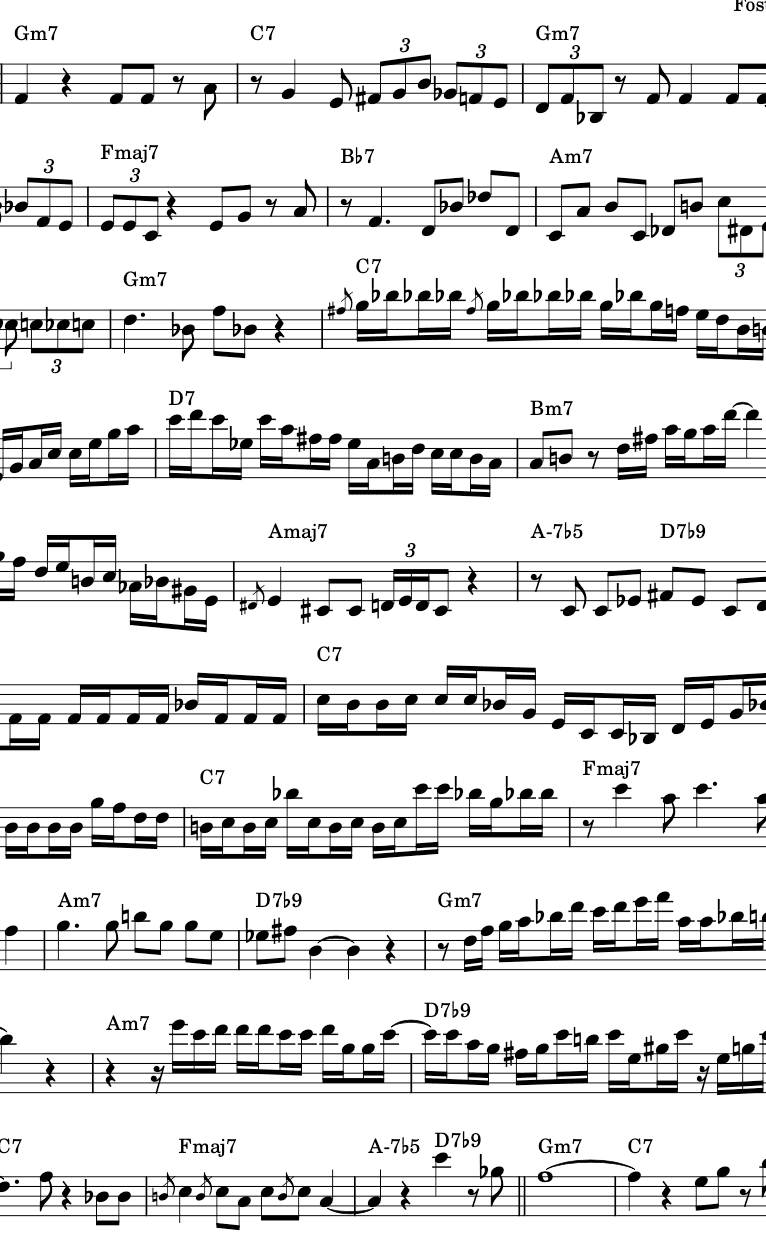 Fost
Gm7 C7 Gm7
3 3 3
3 Fmaj7 3 B♭7 Am7 3
Gm7 C7
3
D7 Bm7
Amaj7 3 A-7♭5 D7♭9
C7
C7 Fmaj7
Am7 D7♭9 Gm7
Am7 D7♭9
C7 Fmaj7 A-7♭5 D7♭9 Gm7 C7